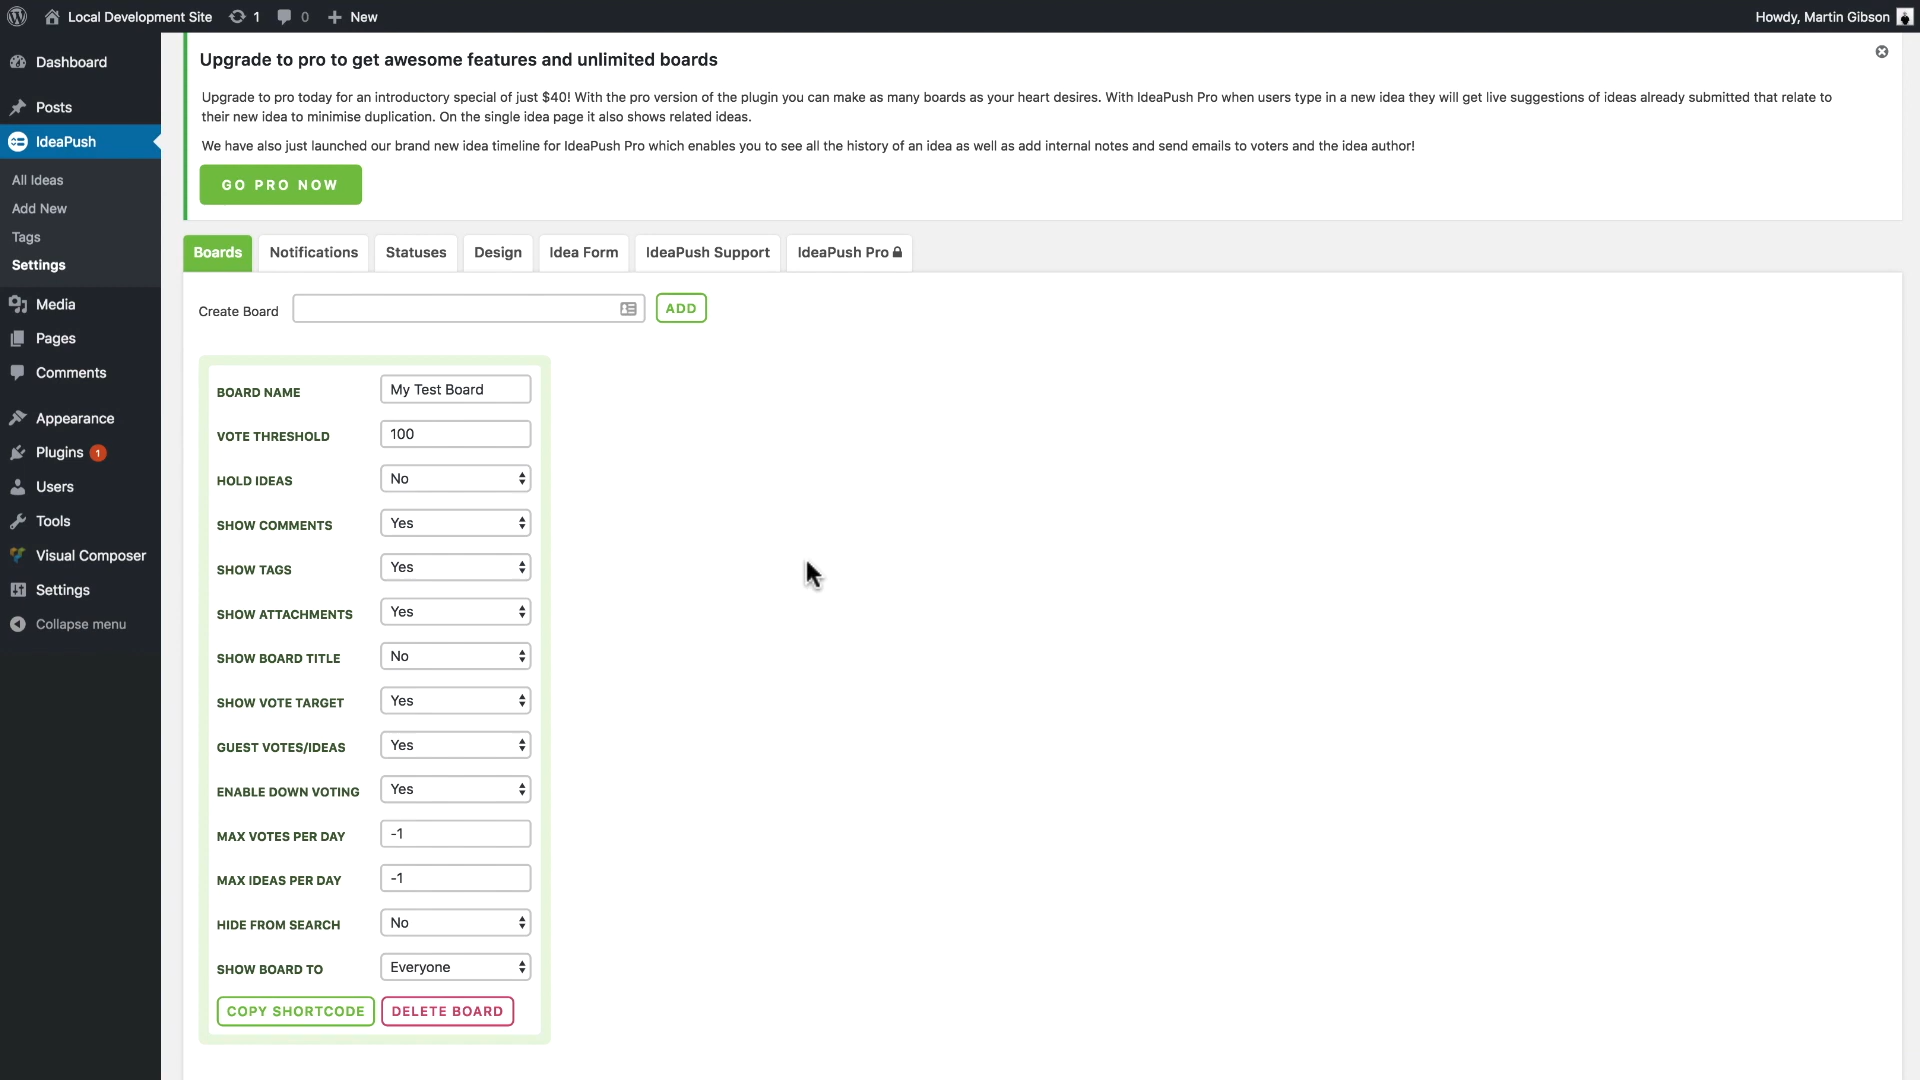 Local Development Site 1 0 New Howdy, Martin Gibson
Dashboard
Posts
IdeaPush
All Ideas
Add New
Tags
Settings
Media
Pages
Comments
Appearance
Plugins 1
Users
Tools
Visual Composer
Settings
Collapse menu
Upgrade to pro to get awesome features and unlimited boards
Upgrade to pro today for an introductory special of just $40! With the pro version of the plugin you can make as many boards as your heart desires. With IdeaPush Pro when users type in a new idea they will get live suggestions of ideas already submitted that relate to
their new idea to minimise duplication. On the single idea page it also shows related ideas.
We have also just launched our brand new idea timeline for IdeaPush Pro which enables you to see all the history of an idea as well as add internal notes and send emails to voters and the idea author!
GO PRO NOW
Boards Notifications Statuses Design Idea Form IdeaPush Support IdeaPush Pro
Create Board ADD
BOARD NAME My Test Board
VOTE THRESHOLD 100
HOLD IDEAS No
SHOW COMMENTS Yes
SHOW TAGS Yes
SHOW ATTACHMENTS Yes
SHOW BOARD TITLE No
SHOW VOTE TARGET Yes
GUEST VOTES/IDEAS Yes
ENABLE DOWN VOTING Yes
MAX VOTES PER DAY -1
MAX IDEAS PER DAY -1
HIDE FROM SEARCH No
SHOW BOARD TO Everyone
COPY SHORTCODE DELETE BOARD